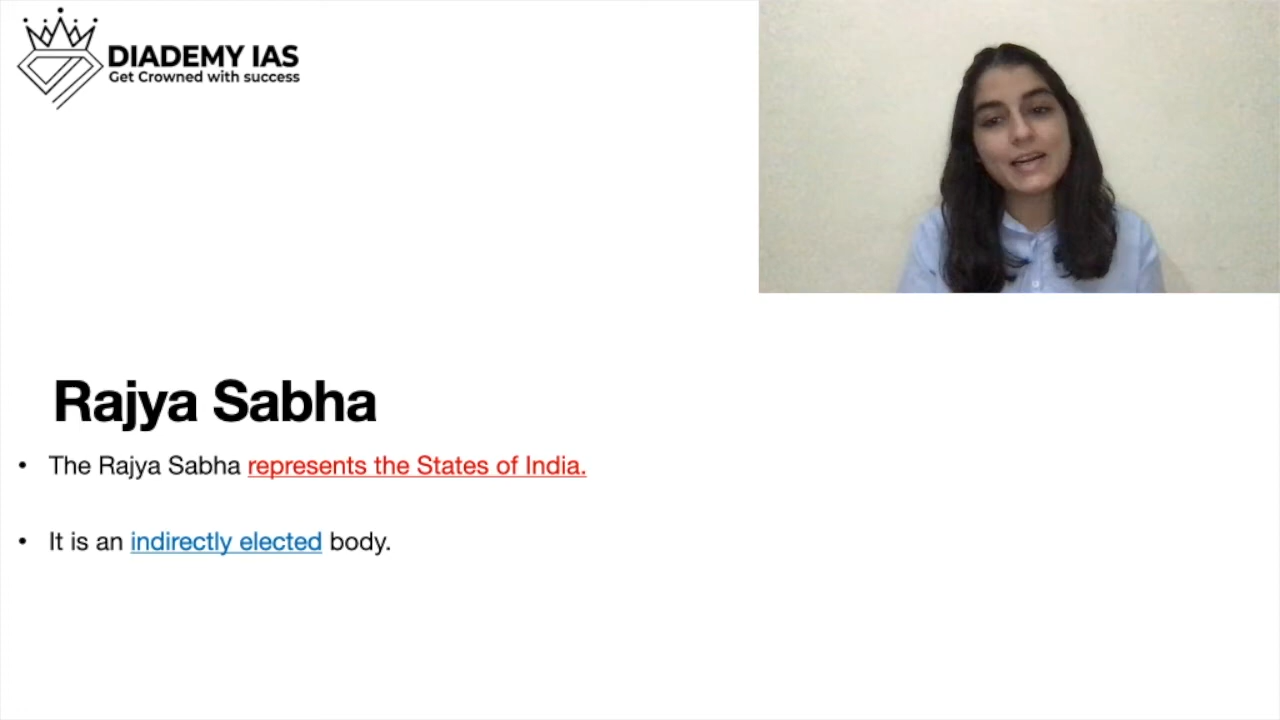 DIADEMY IAS
Get Crowned with success
Rajya Sabha
• The Rajya Sabha represents the States of India.
• It is an indirectly elected body.